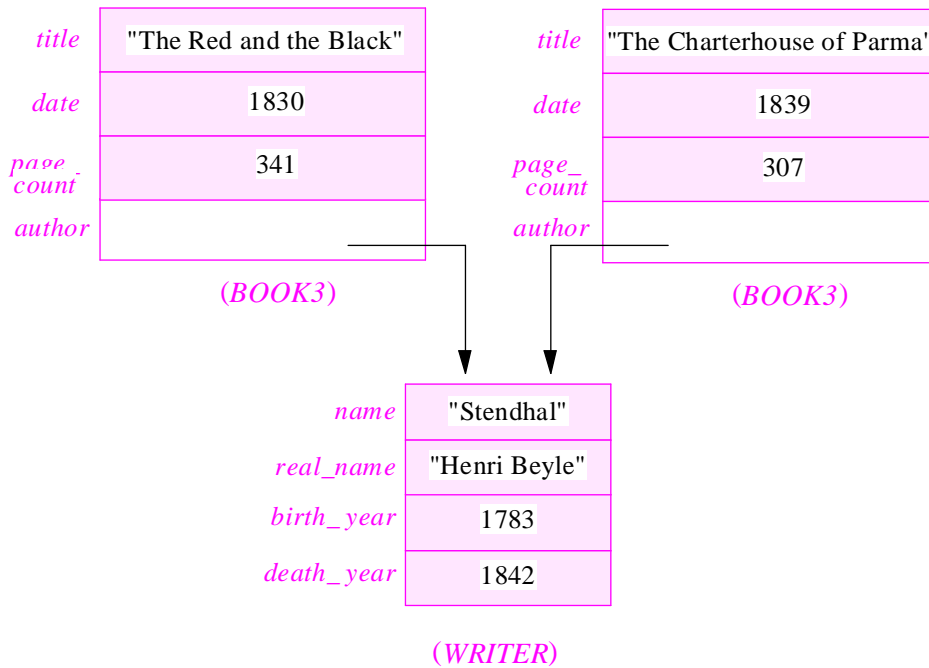 title "The Red and the Black"
date 1830
page_ count 341
author
(BOOK3)
title "The Charterhouse of Parma"
date 1839
page_ count 307
author
(BOOK3)
name "Stendhal"
real_name "Henri Beyle"
birth_year 1783
death_year 1842
(WRITER)